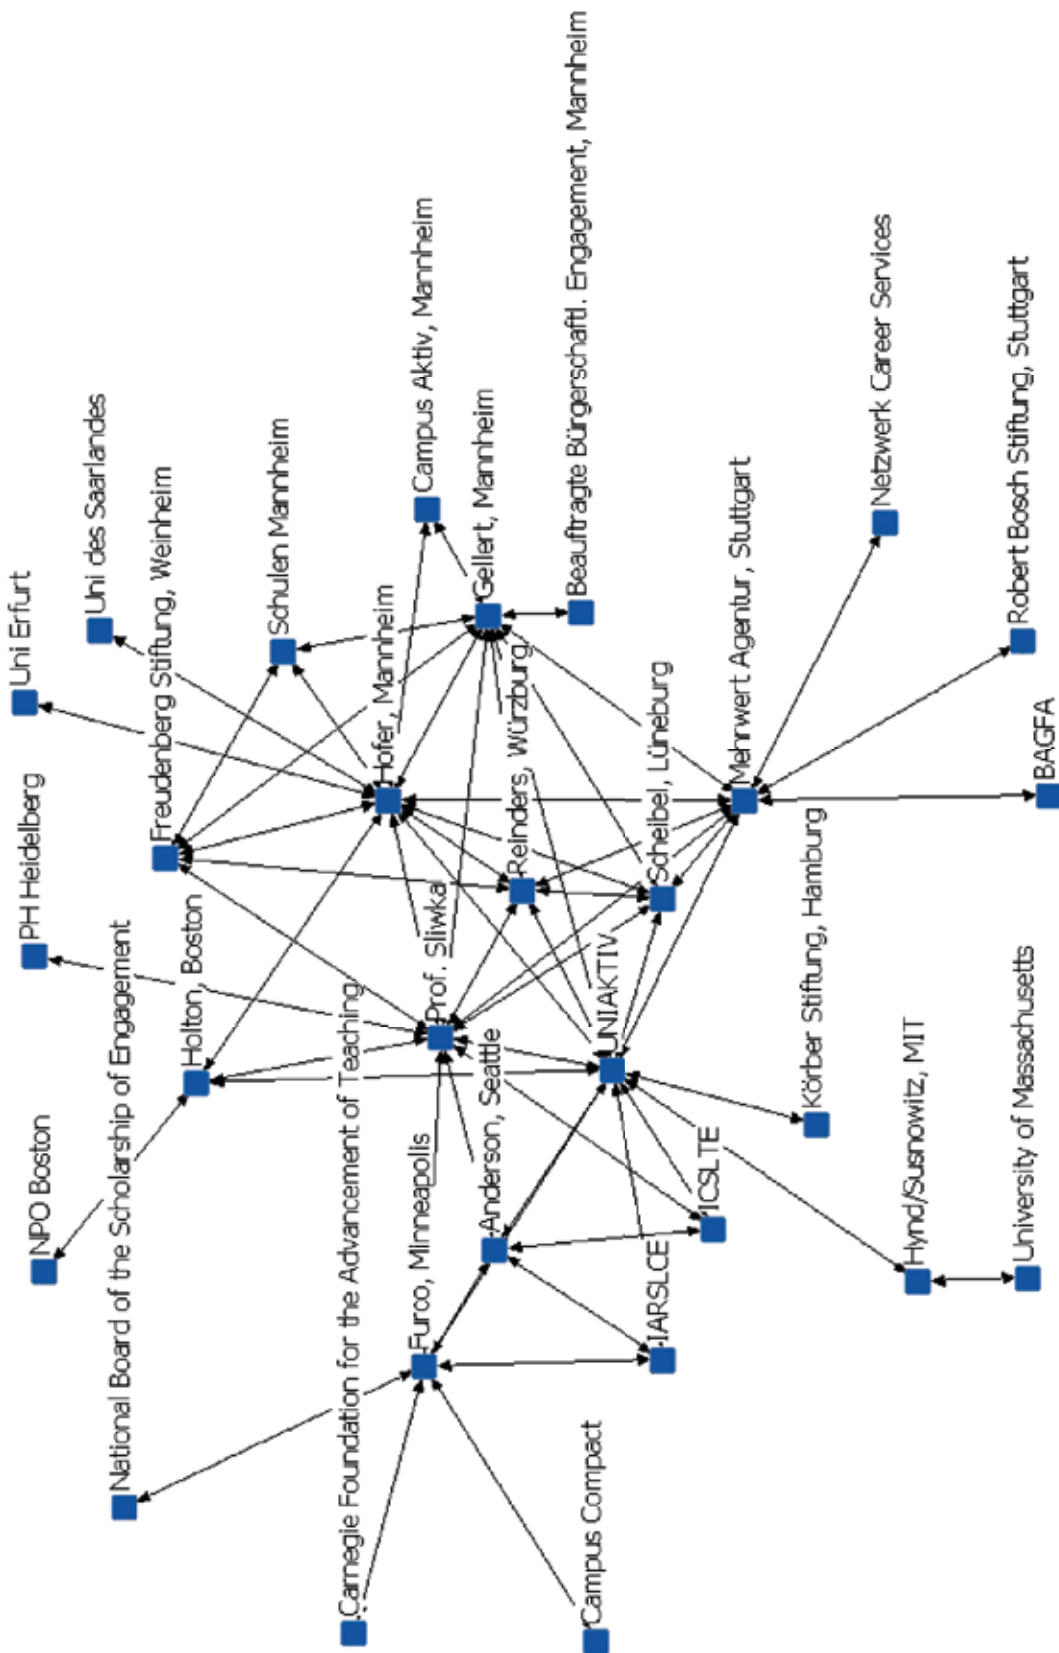 NPO Boston
National Board of the Scholarship of Engagement
PH Heidelberg
Uni Erfurt
Uni des Saarlandes
Holton, Boston
Freudenberg Stiftung, Weinheim
Schulen Mannheim
Carnegie Foundation for the Advancement of Teaching
Furco, Minneapolis
Prof. Sliwka
Hofer, Mannheim
Campus Aktiv, Mannheim
Anderson, Seattle
Reinders, Würzburg
Gellert, Mannheim
Campus Compact
IARSLCE
ICSLTE
UNIAKTIV
Scheibel, Lüneburg
Beauftragte Bürgerschaftl. Engagement, Mannheim
Körber Stiftung, Hamburg
Mehrwert Agentur, Stuttgart
Hynd/Susnowitz, MIT
Netzwerk Career Services
University of Massachusetts
BAGFA
Robert Bosch Stiftung, Stuttgart